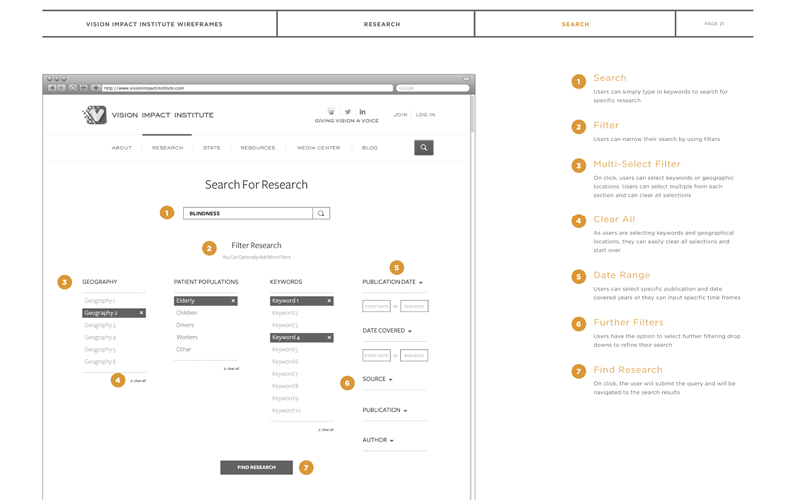 VISION IMPACT INSTITUTE WIREFRAMES
RESEARCH
SEARCH
PAGE 21
http://www.visionimpactinstitute.com
Google
VISION IMPACT INSTITUTE
GIVING VISION A VOICE
JOIN
LOG IN
ABOUT
RESEARCH
STATS
RESOURCES
MEDIA CENTER
BLOG
Search For Research
1
BLINDNESS
2
Filter Research
You Can Optionally Add More Filters
3
GEOGRAPHY
Geography 1
Geography 2 x
Geography 3
Geography 4
Geography 5
Geography 6
4
x clear all
PATIENT POPULATIONS
Elderly x
Children
Drivers
Workers
Other
x clear all
KEYWORDS
Keyword 1 x
Keyword 2
Keyword 3
Keyword 4 x
Keyword 5
Keyword 6
Keyword 7
Keyword 8
Keyword 9
Keyword 10
x clear all
5
PUBLICATION DATE
START DATE
END DATE
DATE COVERED
START DATE
END DATE
6
SOURCE
PUBLICATION
AUTHOR
FIND RESEARCH
7
1
Search
Users can simply type in keywords to search for
specific research
2
Filter
Users can narrow their search by using filters
3
Multi-Select Filter
On click, users can select keywords or geographic
locations. Users can select multiple from each
section and can clear all selections
4
Clear All
As users are selecting keywords and geographical
locations, they can easily clear all selections and
start over
5
Date Range
Users can select specific publication and date
covered years or they can input specific time frames
6
Further Filters
Users have the option to select further filtering drop
downs to refine their search
7
Find Research
On click, the user will submit the query and will be
navigated to the search results